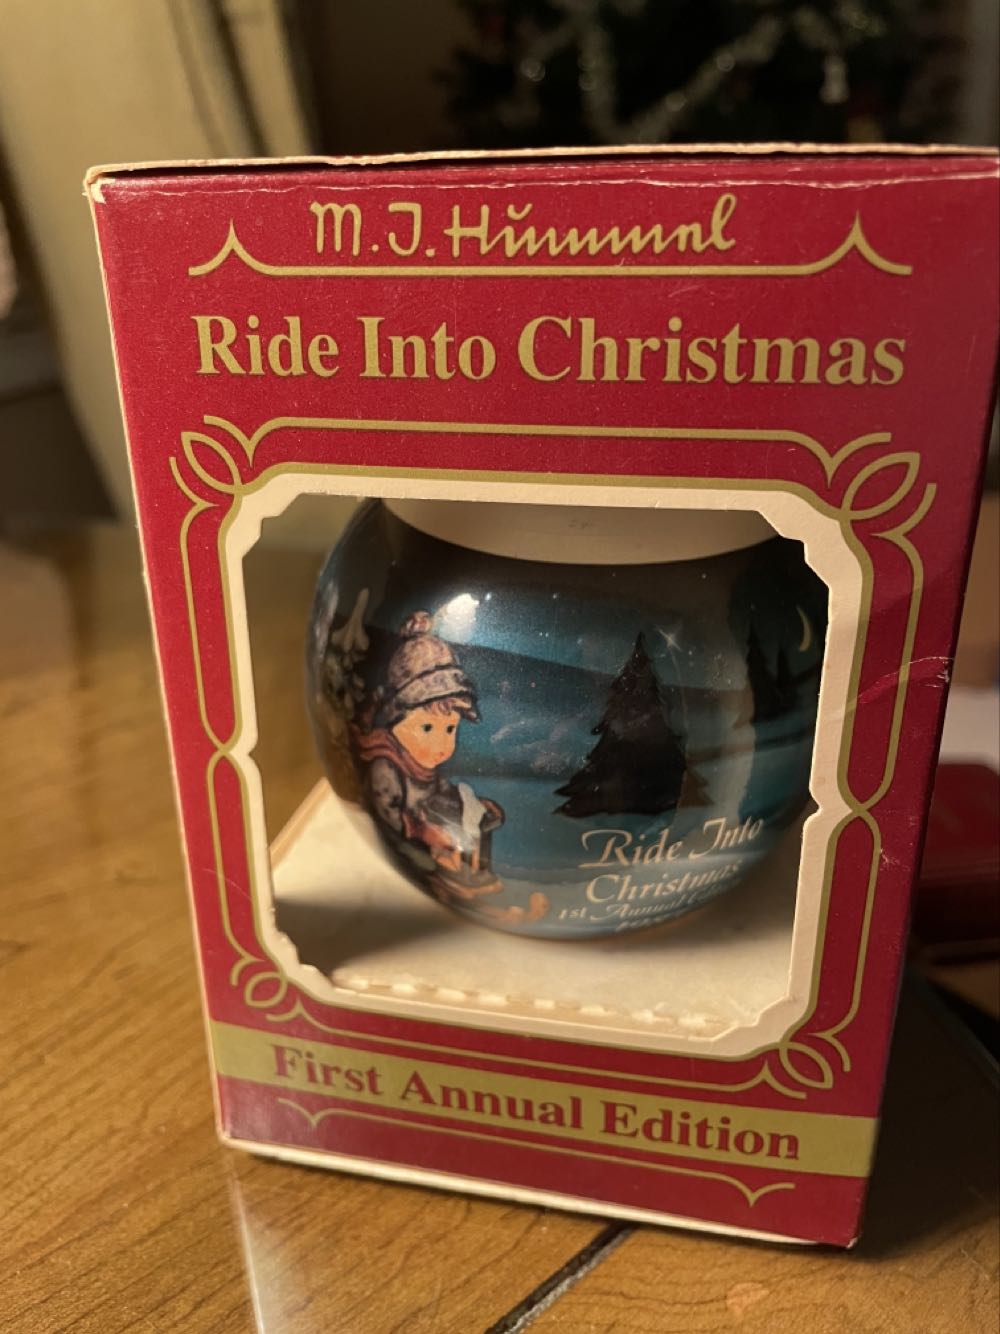 M.J. Hummel
Ride Into Christmas
Ride Into
Christmas
1st Annual
First Annual Edition